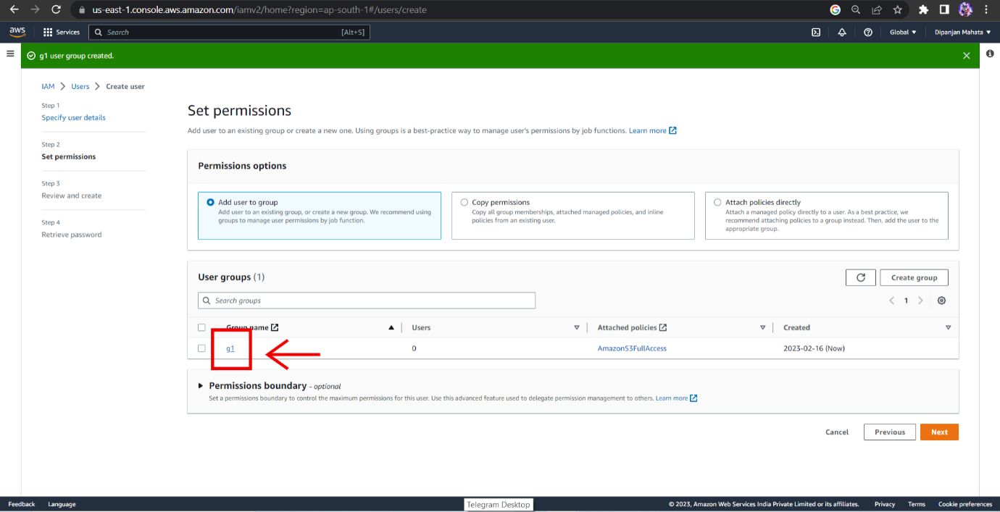 us-east-1.console.aws.amazon.com/iamv2/home?region=ap-south-1#/users/create
aws Services Search [Alt+S] Global Dipanjan Mahata
g1 user group created.
IAM Users Create user
Step 1
Specify user details
Step 2
Set permissions
Step 3
Review and create
Step 4
Retrieve password
Set permissions
Add user to an existing group or create a new one. Using groups is a best-practice way to manage user's permissions by job functions. Learn more
Permissions options
Add user to group
Add user to an existing group, or create a new group. We recommend using
groups to manage user permissions by job function.
Copy permissions
Copy all group memberships, attached managed policies, and inline
policies from an existing user.
Attach policies directly
Attach a managed policy directly to a user. As a best practice, we
recommend attaching policies to a group instead. Then, add the user to the
appropriate group.
User groups (1)
Create group
Search groups
1
Group name Users Attached policies Created
g1 0 AmazonS3FullAccess 2023-02-16 (Now)
Permissions boundary - optional
Set a permissions boundary to control the maximum permissions for this user. Use this advanced feature used to delegate permission management to others. Learn more
Cancel Previous Next
Feedback Language Telegram Desktop © 2023, Amazon Web Services India Private Limited or its affiliates. Privacy Terms Cookie preferences